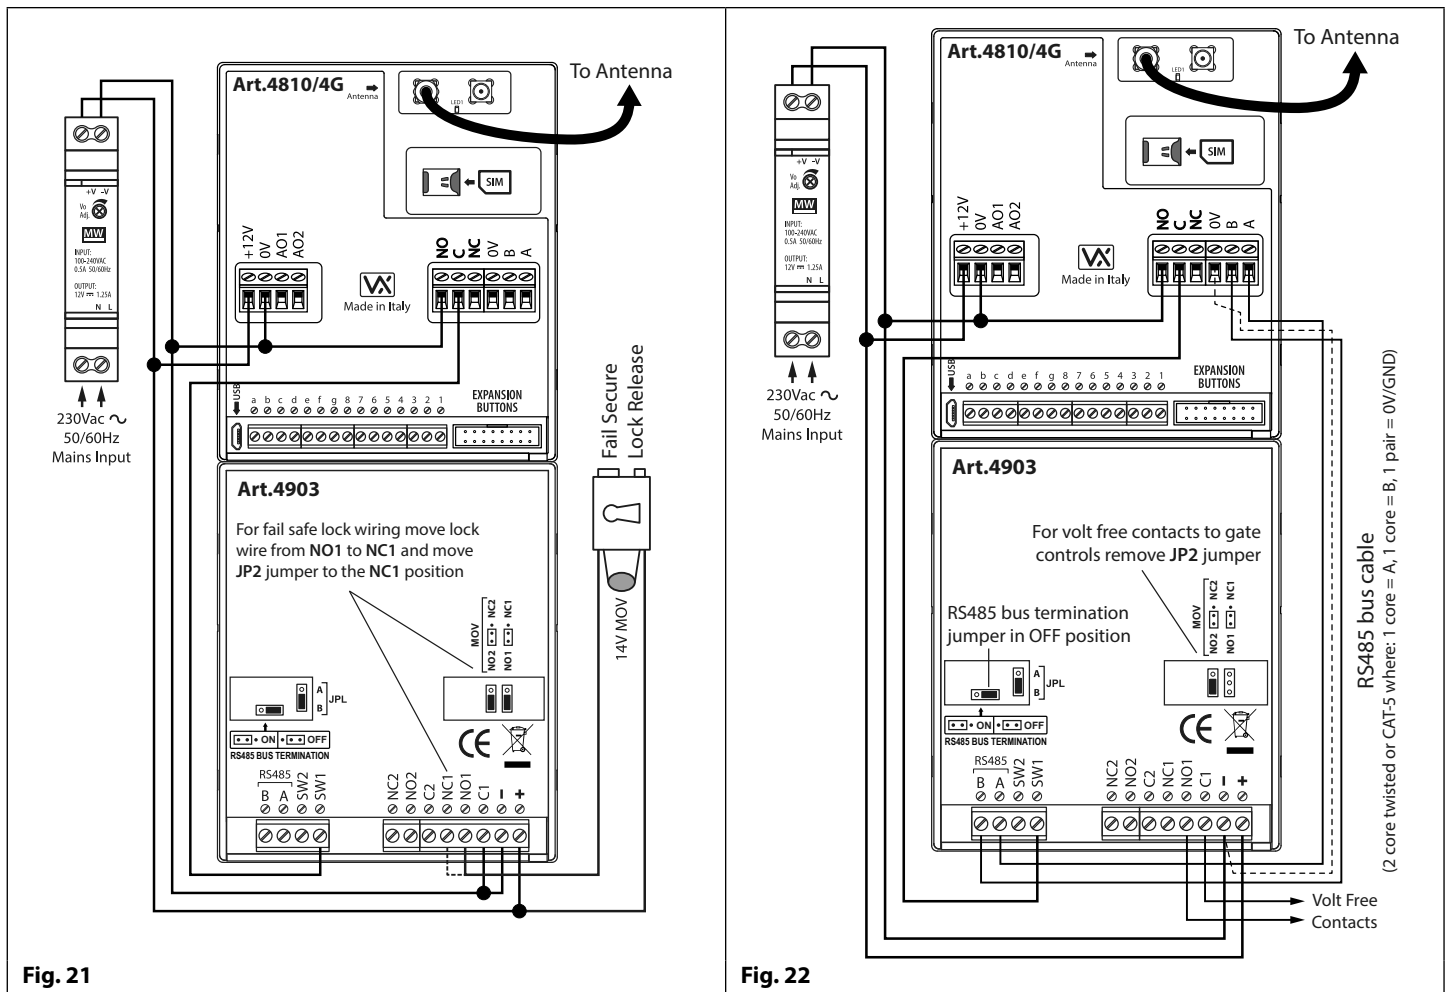 Art.4810/4G
Antenna
LED1
To Antenna
SIM
+V -V
Vo
Adj.
MW
INPUT:
100-240VAC
0.5A 50/60Hz
OUTPUT:
12V 1.25A
N L
230Vac
50/60Hz
Mains Input
+12V
0V
AO1
AO2
VX
Made in Italy
NO
C
NC
0V
B
A
USB
a b c d e f g 8 7 6 5 4 3 2 1
EXPANSION
BUTTONS
Fail Secure
Lock Release
14V MOV
Art.4903
For fail safe lock wiring move lock
wire from NO1 to NC1 and move
JP2 jumper to the NC1 position
MOV
NO2 NC2
NO1 NC1
A
B
JPL
ON OFF
RS485 BUS TERMINATION
CE
RS485
B
A
SW2
SW1
NC2
NO2
C2
NC1
NO1
C1
–
+
Fig. 21
Art.4810/4G
Antenna
LED1
To Antenna
SIM
+V -V
Vo
Adj.
MW
INPUT:
100-240VAC
0.5A 50/60Hz
OUTPUT:
12V 1.25A
N L
230Vac
50/60Hz
Mains Input
+12V
0V
AO1
AO2
VX
Made in Italy
NO
C
NC
0V
B
A
USB
a b c d e f g 8 7 6 5 4 3 2 1
EXPANSION
BUTTONS
Art.4903
For volt free contacts to gate
controls remove JP2 jumper
RS485 bus termination
jumper in OFF position
MOV
NO2 NC2
NO1 NC1
A
B
JPL
ON OFF
RS485 BUS TERMINATION
CE
RS485
B
A
SW2
SW1
NC2
NO2
C2
NC1
NO1
C1
–
+
RS485 bus cable
(2 core twisted or CAT-5 where: 1 core = A, 1 core = B, 1 pair = 0V/GND)
Volt Free
Contacts
Fig. 22